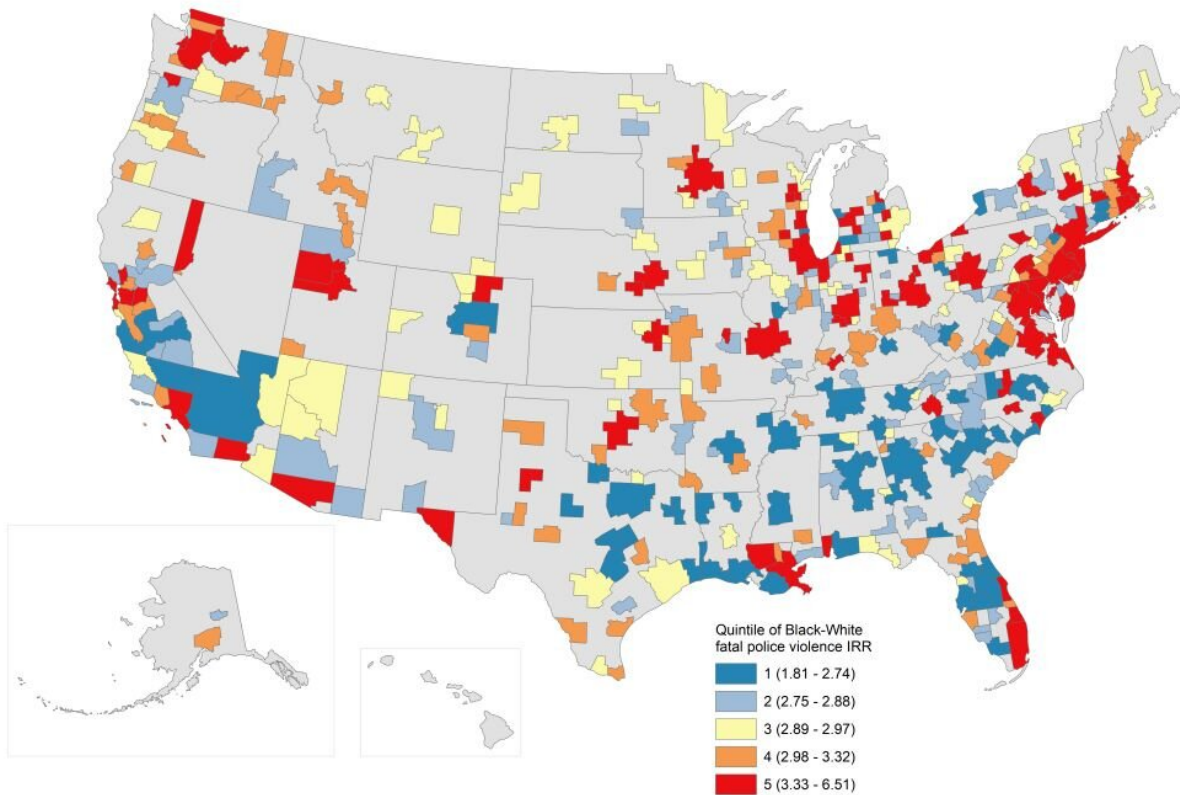 Quintile of Black-White
fatal police violence IRR
1 (1.81 - 2.74)
2 (2.75 - 2.88)
3 (2.89 - 2.97)
4 (2.98 - 3.32)
5 (3.33 - 6.51)